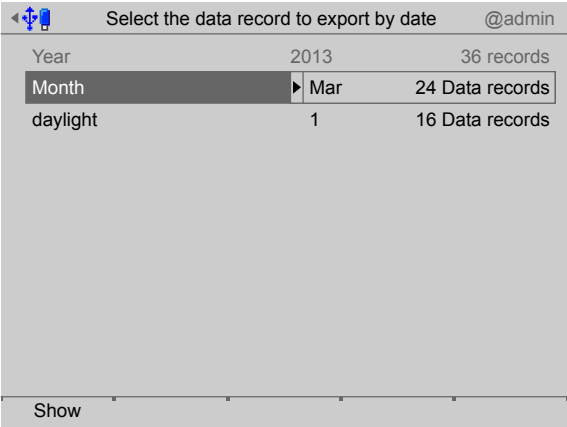 Select the data record to export by date @admin
Year 2013 36 records
Month Mar 24 Data records
daylight 1 16 Data records
Show